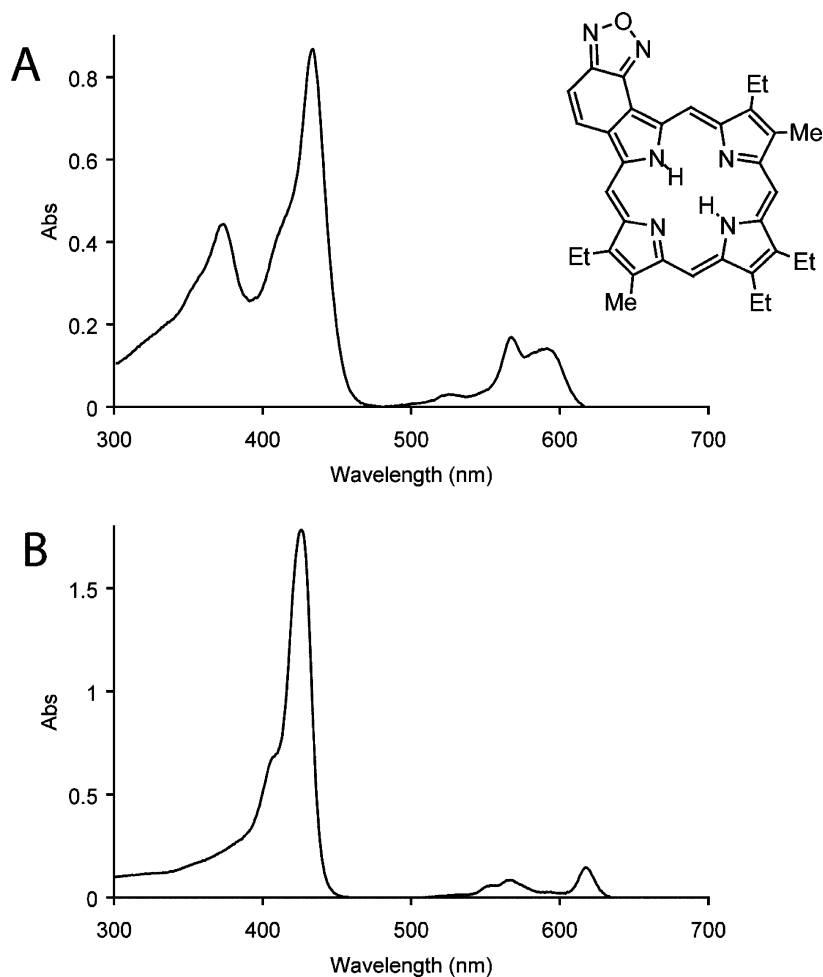 A
Abs
0.8
0.6
0.4
0.2
0
300 400 500 600 700
Wavelength (nm)
N O N
Et
Me
N H
N
H N
N
Et
Me
Et
Et
B
Abs
1.5
1
0.5
0
300 400 500 600 700
Wavelength (nm)